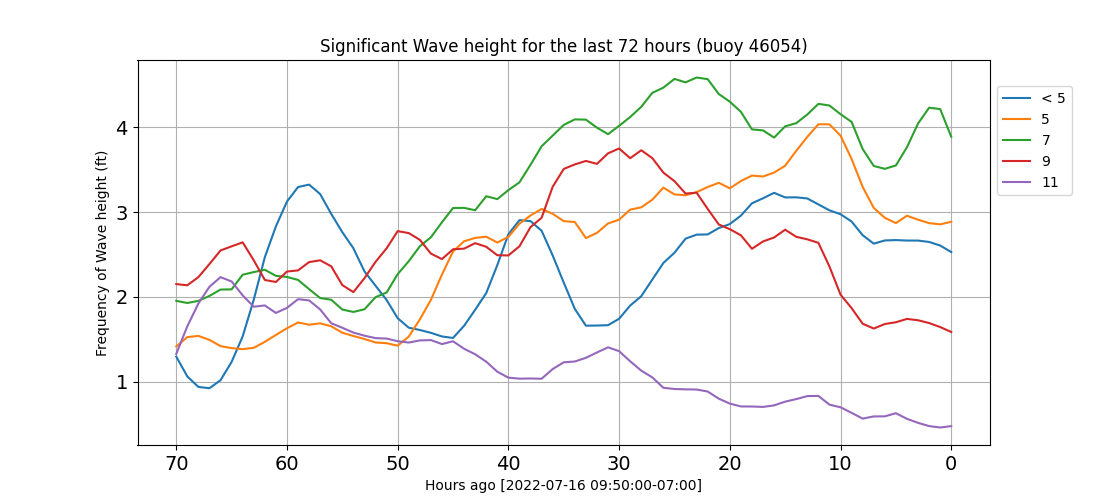 Significant Wave height for the last 72 hours (buoy 46054)
Frequency of Wave height (ft)
4
3
2
1
70 60 50 40 30 20 10 0
Hours ago [2022-07-16 09:50:00-07:00]
< 5
5
7
9
11